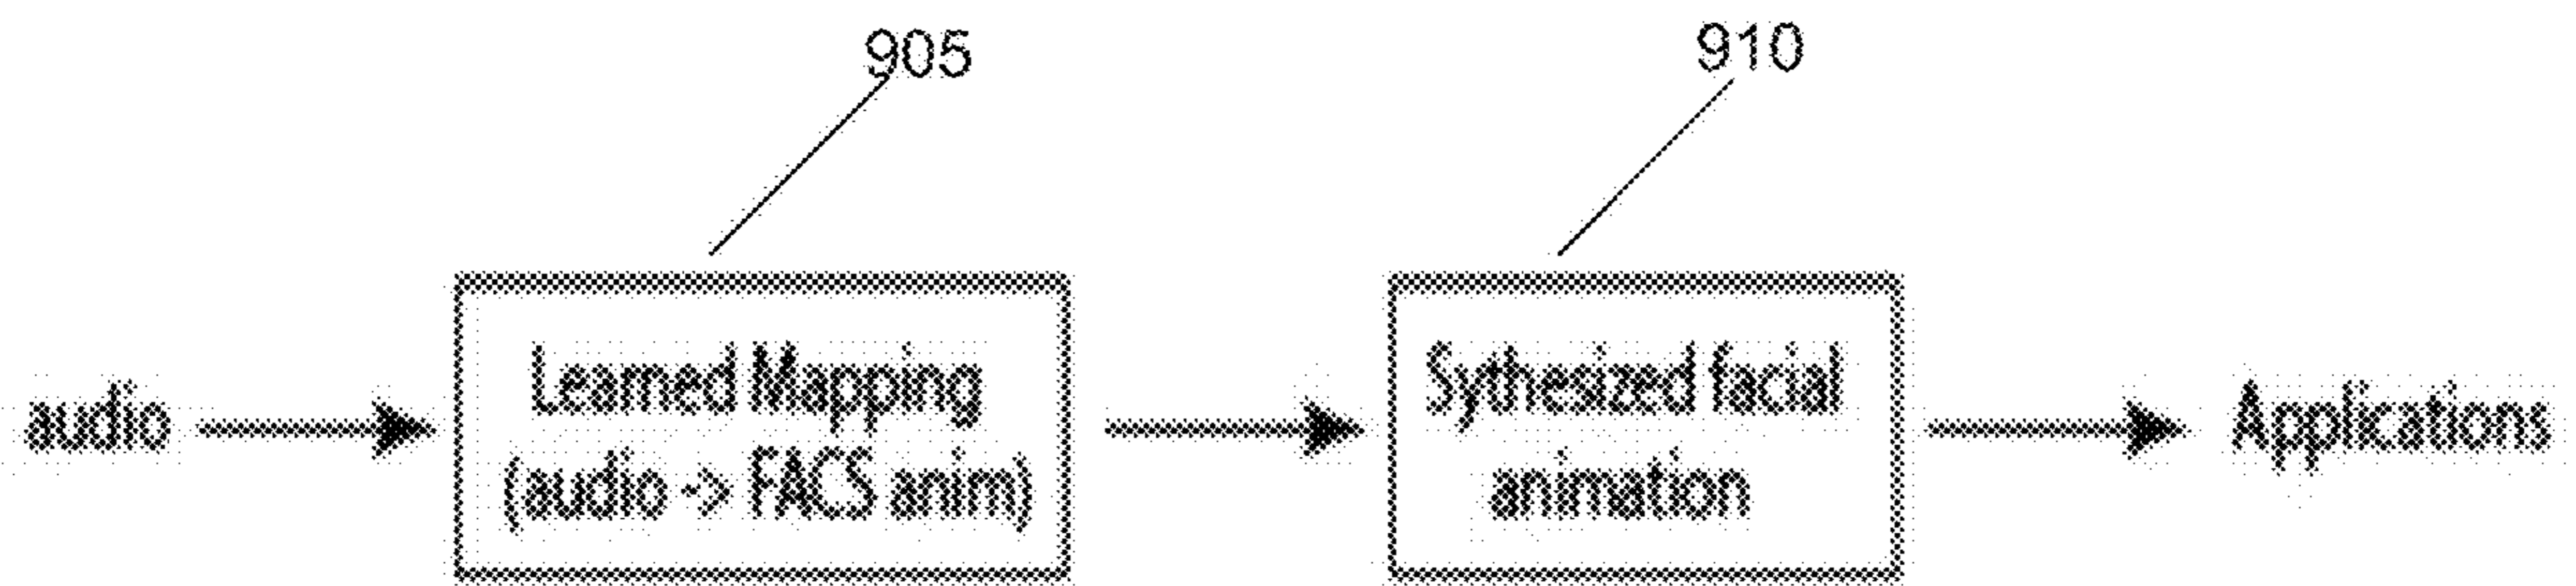 905
910
audio
Learned Mapping
(audio -> FACS anim)
Sythesized facial
animation
Applications